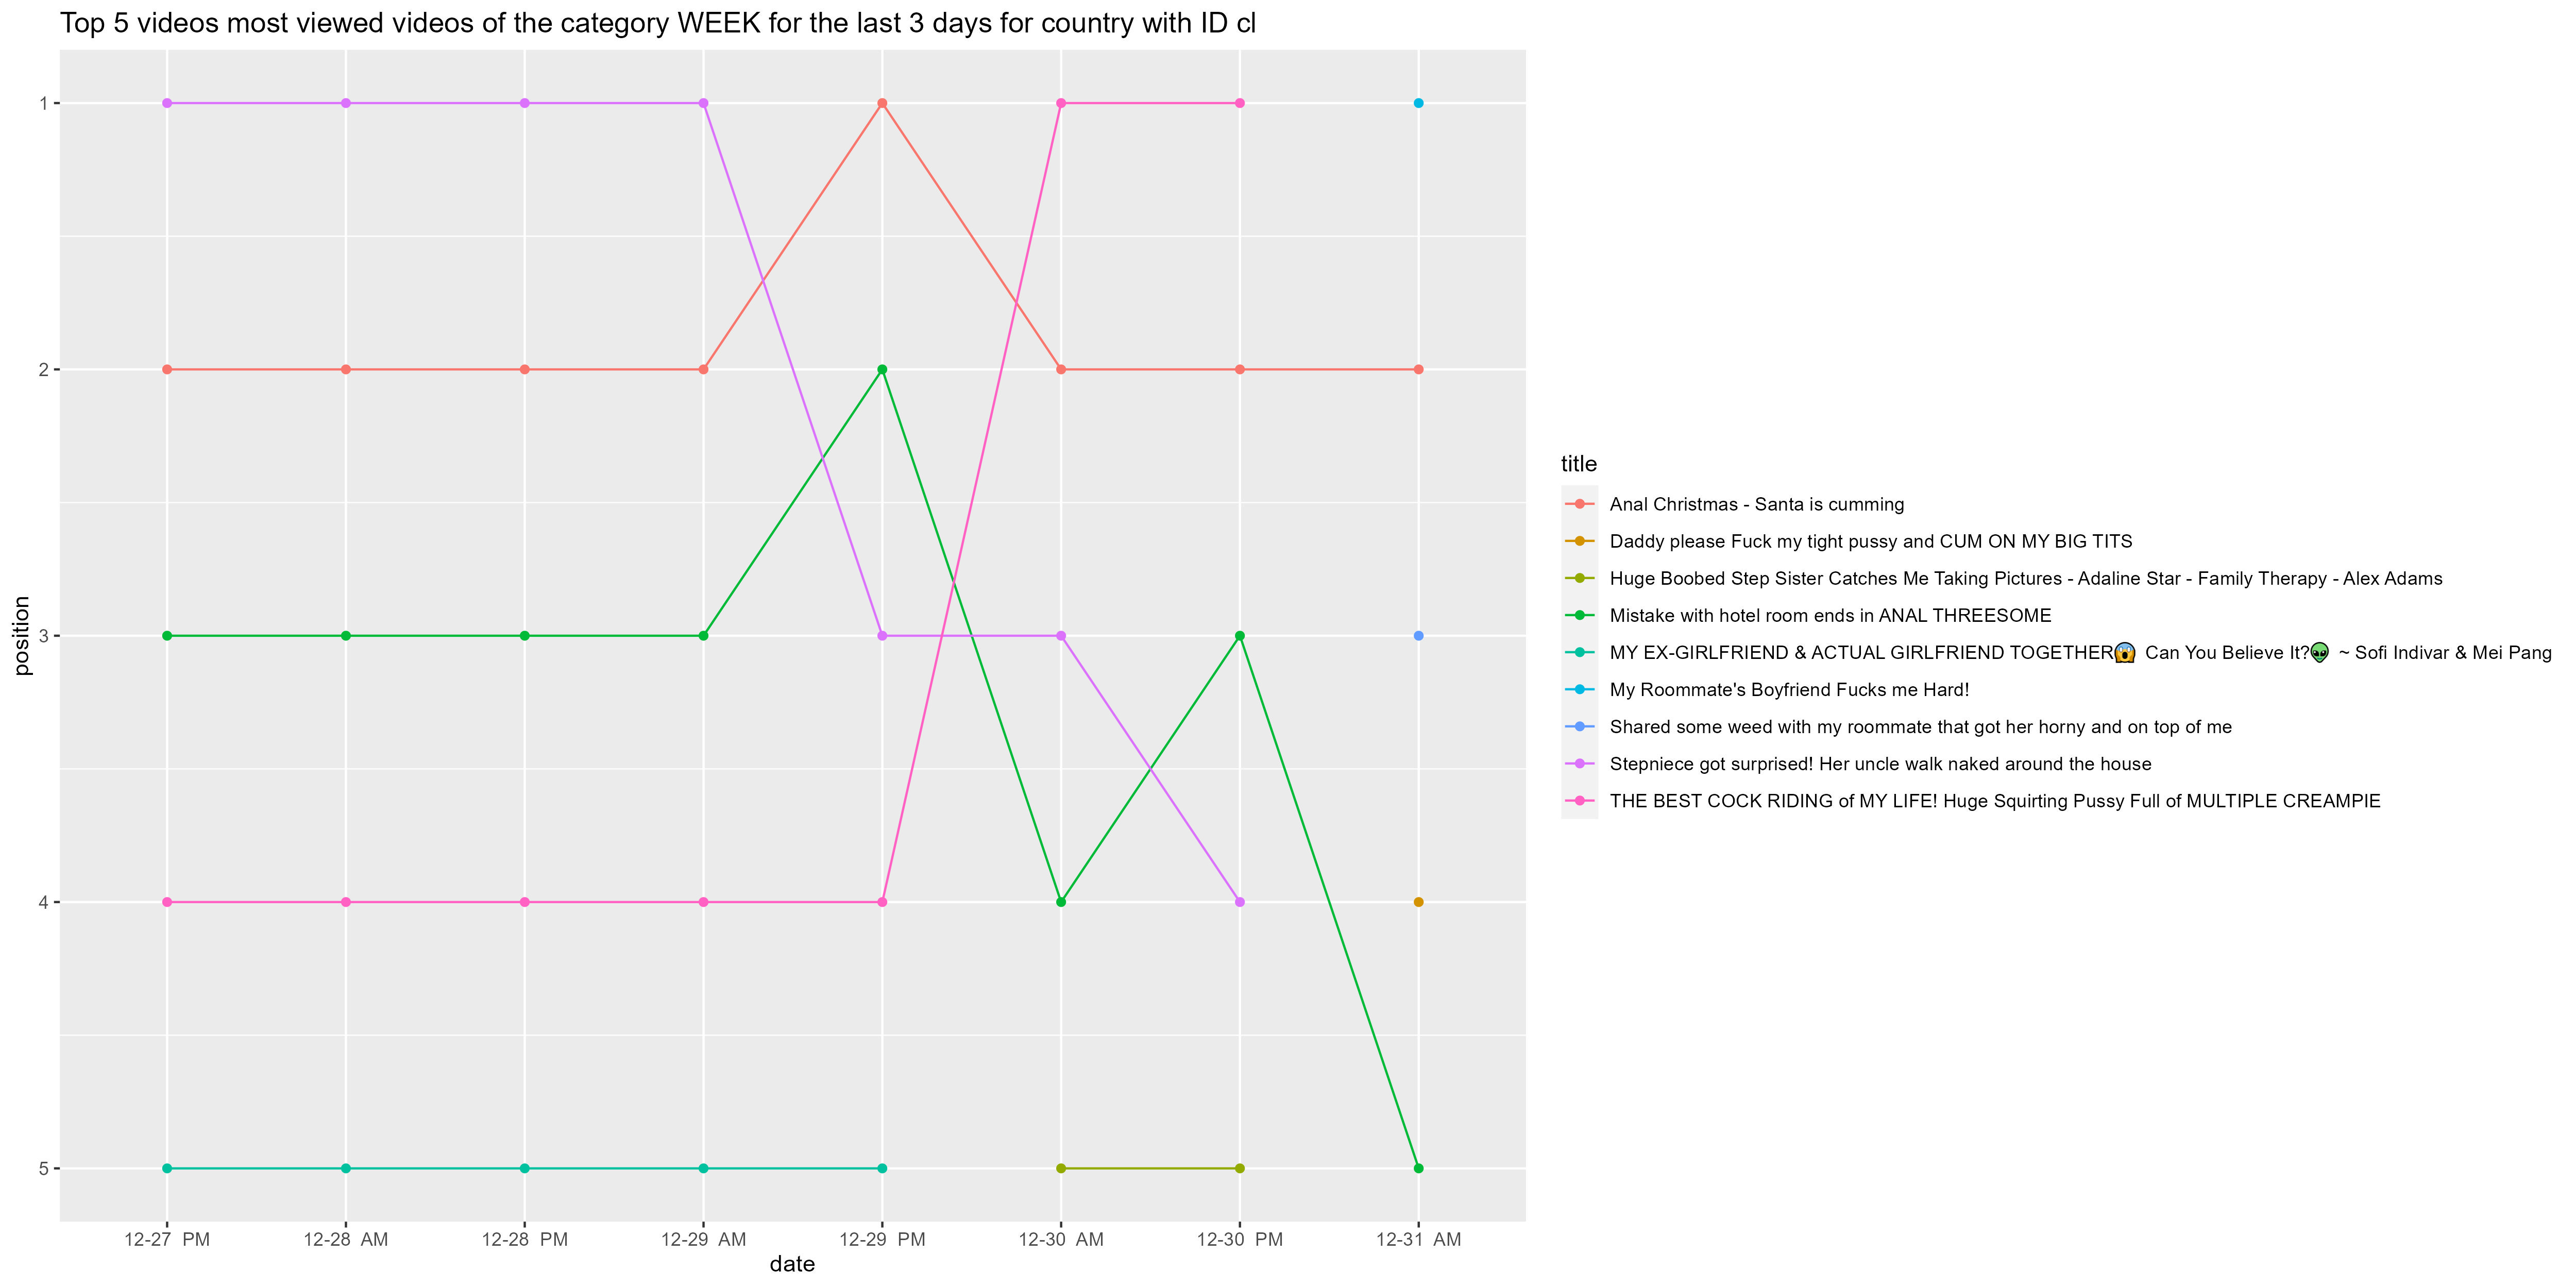 Top 5 videos most viewed videos of the category WEEK for the last 3 days for country with ID cl
position
1
2
3
4
5
12-27 PM
12-28 AM
12-28 PM
12-29 AM
12-29 PM
12-30 AM
12-30 PM
12-31 AM
date
title
Anal Christmas - Santa is cumming
Daddy please Fuck my tight pussy and CUM ON MY BIG TITS
Huge Boobed Step Sister Catches Me Taking Pictures - Adaline Star - Family Therapy - Alex Adams
Mistake with hotel room ends in ANAL THREESOME
MY EX-GIRLFRIEND & ACTUAL GIRLFRIEND TOGETHER😱 Can You Believe It?👽 ~ Sofi Indivar & Mei Pang
My Roommate's Boyfriend Fucks me Hard!
Shared some weed with my roommate that got her horny and on top of me
Stepniece got surprised! Her uncle walk naked around the house
THE BEST COCK RIDING of MY LIFE! Huge Squirting Pussy Full of MULTIPLE CREAMPIE